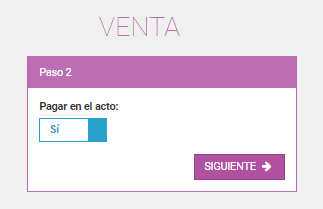 VENTA
Paso 2
Pagar en el acto:
Sí
SIGUIENTE